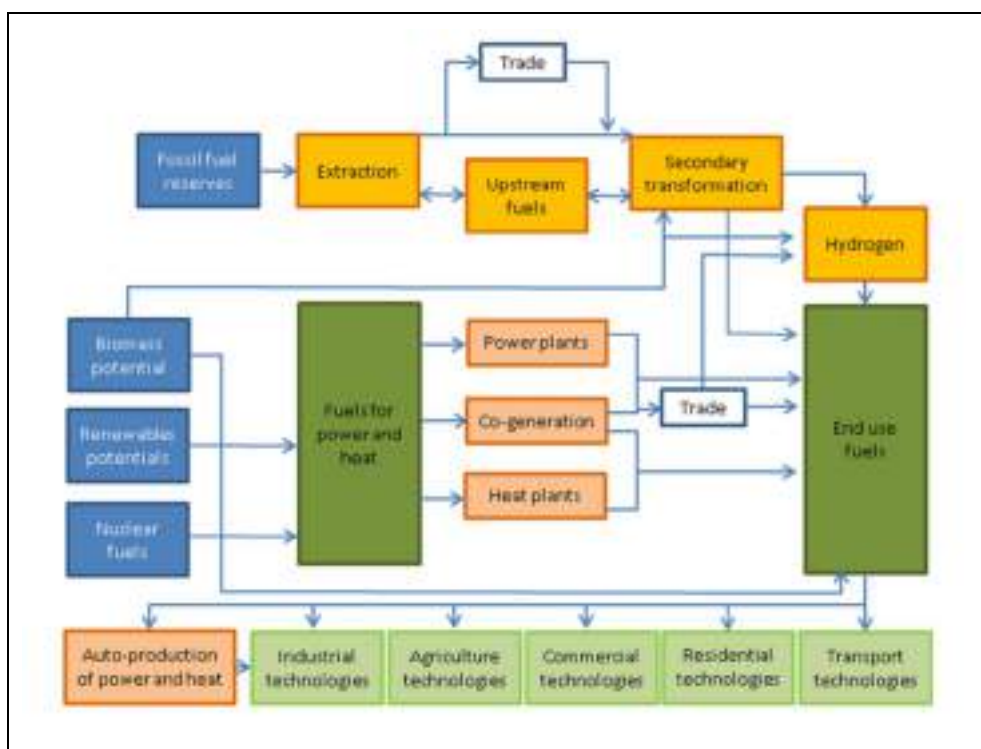 Trade
Fossil fuel
reserves
Extraction
Upstream
fuels
Secondary
transformation
Hydrogen
Biomass
potential
Renewables
potentials
Nuclear
fuels
Fuels for
power and
heat
Power plants
Co-generation
Heat plants
Trade
End use
fuels
Auto-production
of power and heat
Industrial
technologies
Agriculture
technologies
Commercial
technologies
Residential
technologies
Transport
technologies